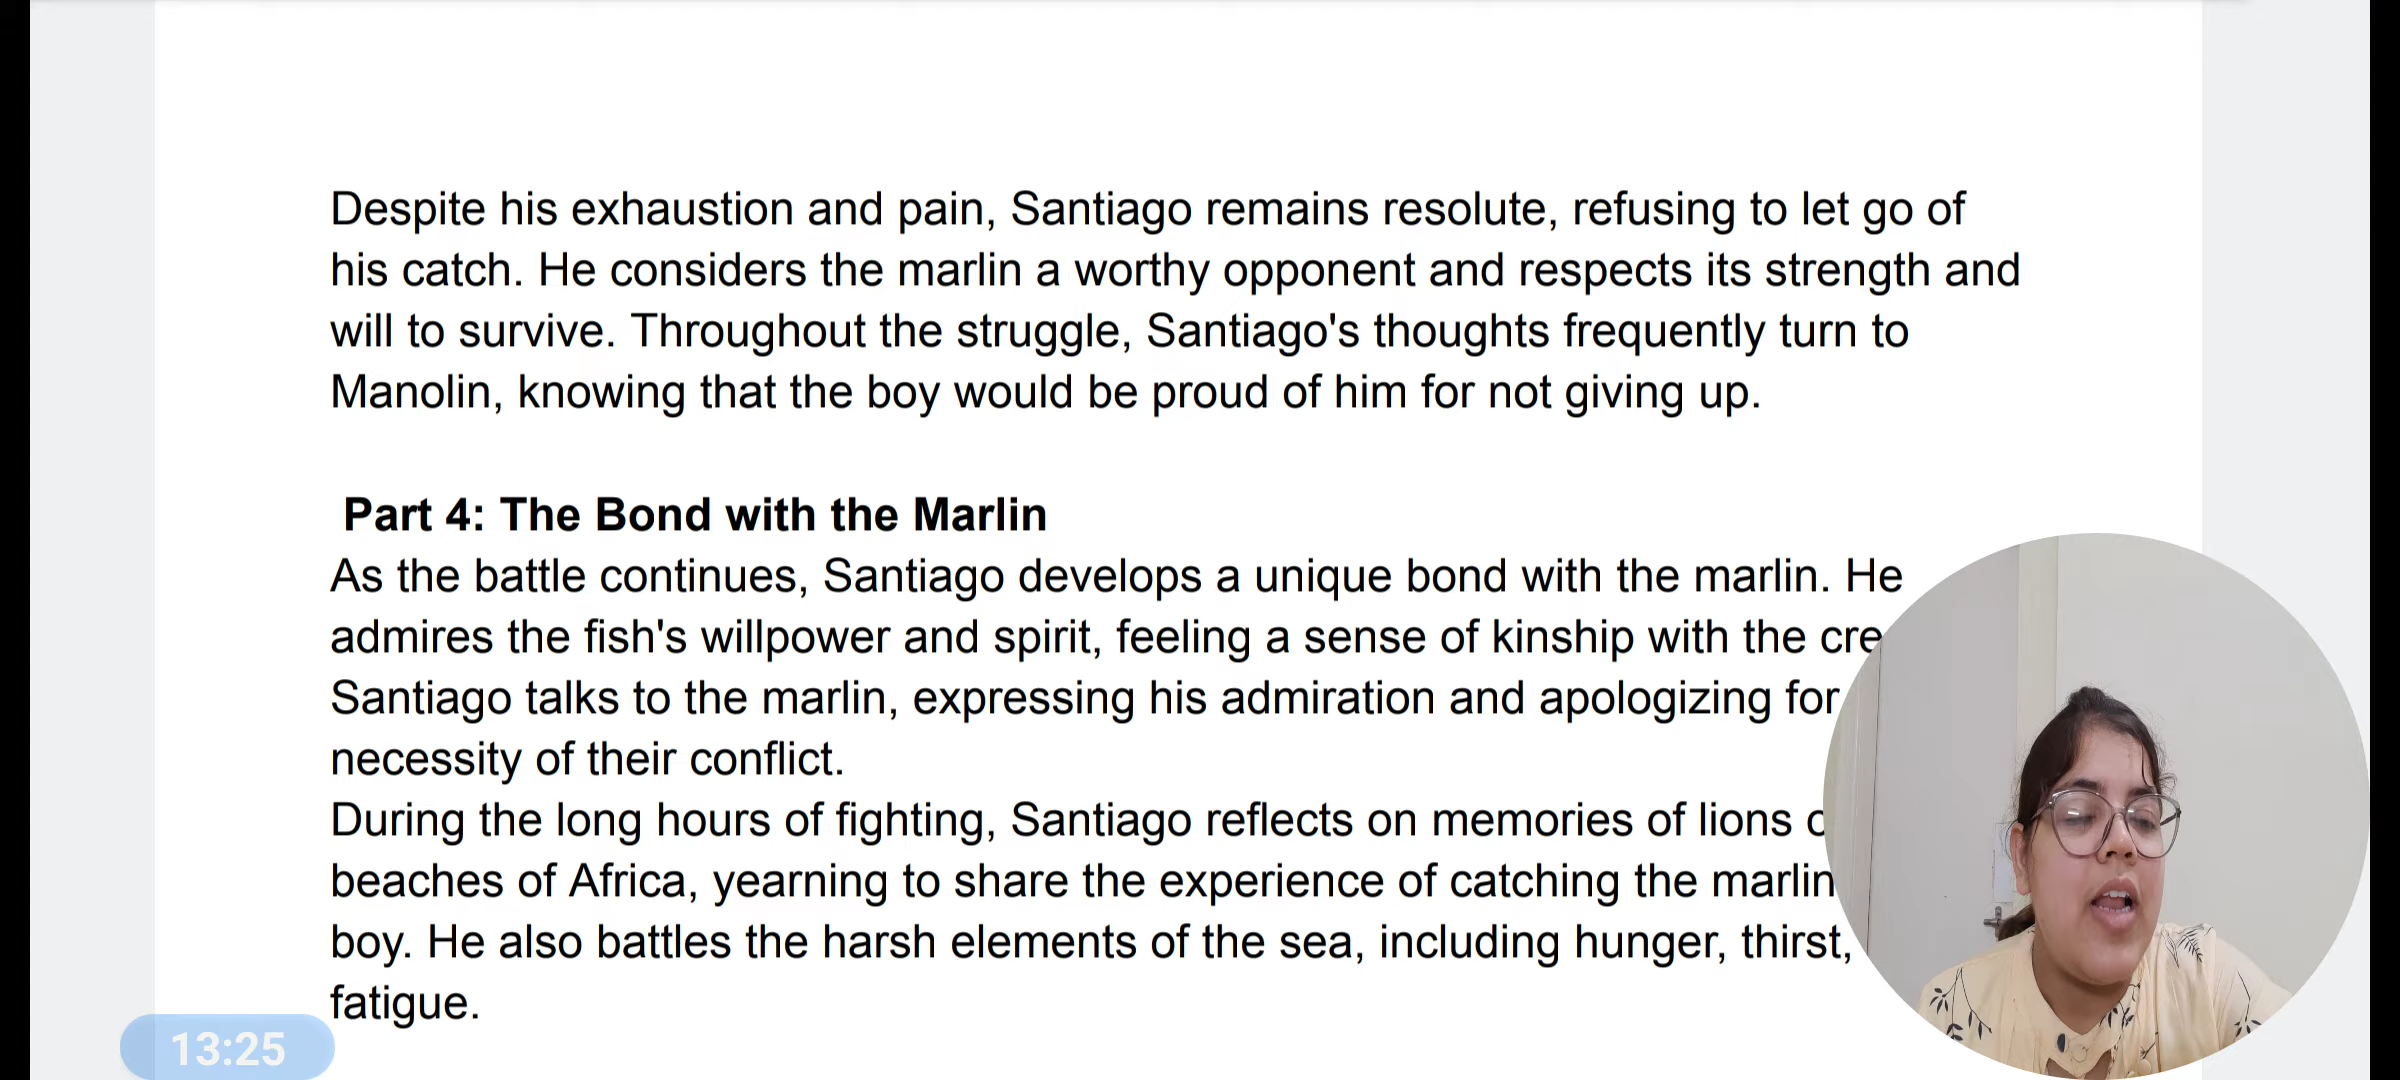 Despite his exhaustion and pain, Santiago remains resolute, refusing to let go of
his catch. He considers the marlin a worthy opponent and respects its strength and
will to survive. Throughout the struggle, Santiago's thoughts frequently turn to
Manolin, knowing that the boy would be proud of him for not giving up.
Part 4: The Bond with the Marlin
As the battle continues, Santiago develops a unique bond with the marlin. He
admires the fish's willpower and spirit, feeling a sense of kinship with the
Santiago talks to the marlin, expressing his admiration and apologizing for
necessity of their conflict.
During the long hours of fighting, Santiago reflects on memories of lions
beaches of Africa, yearning to share the experience of catching the marlin
boy. He also battles the harsh elements of the sea, including hunger, thirst,
fatigue.
13:25